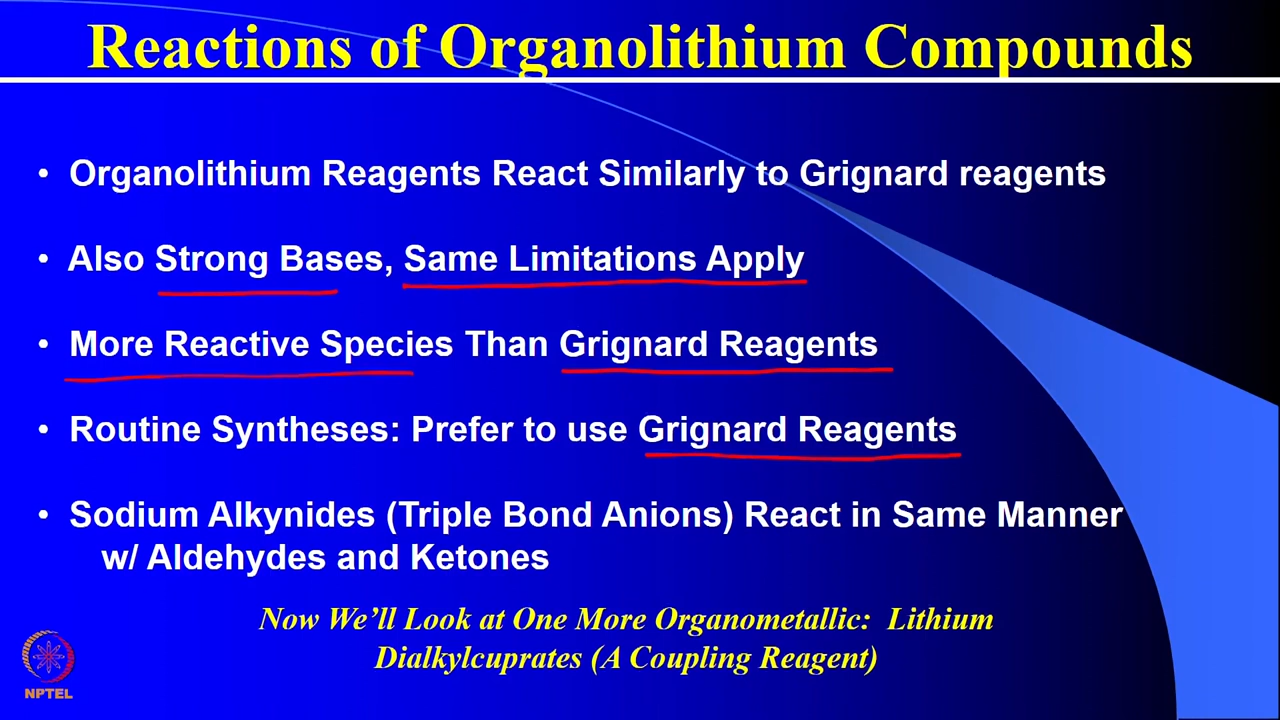 Reactions of Organolithium Compounds
• Organolithium Reagents React Similarly to Grignard reagents
• Also Strong Bases, Same Limitations Apply
• More Reactive Species Than Grignard Reagents
• Routine Syntheses: Prefer to use Grignard Reagents
• Sodium Alkynides (Triple Bond Anions) React in Same Manner
w/ Aldehydes and Ketones
Now We’ll Look at One More Organometallic: Lithium
Dialkylcuprates (A Coupling Reagent)
NPTEL